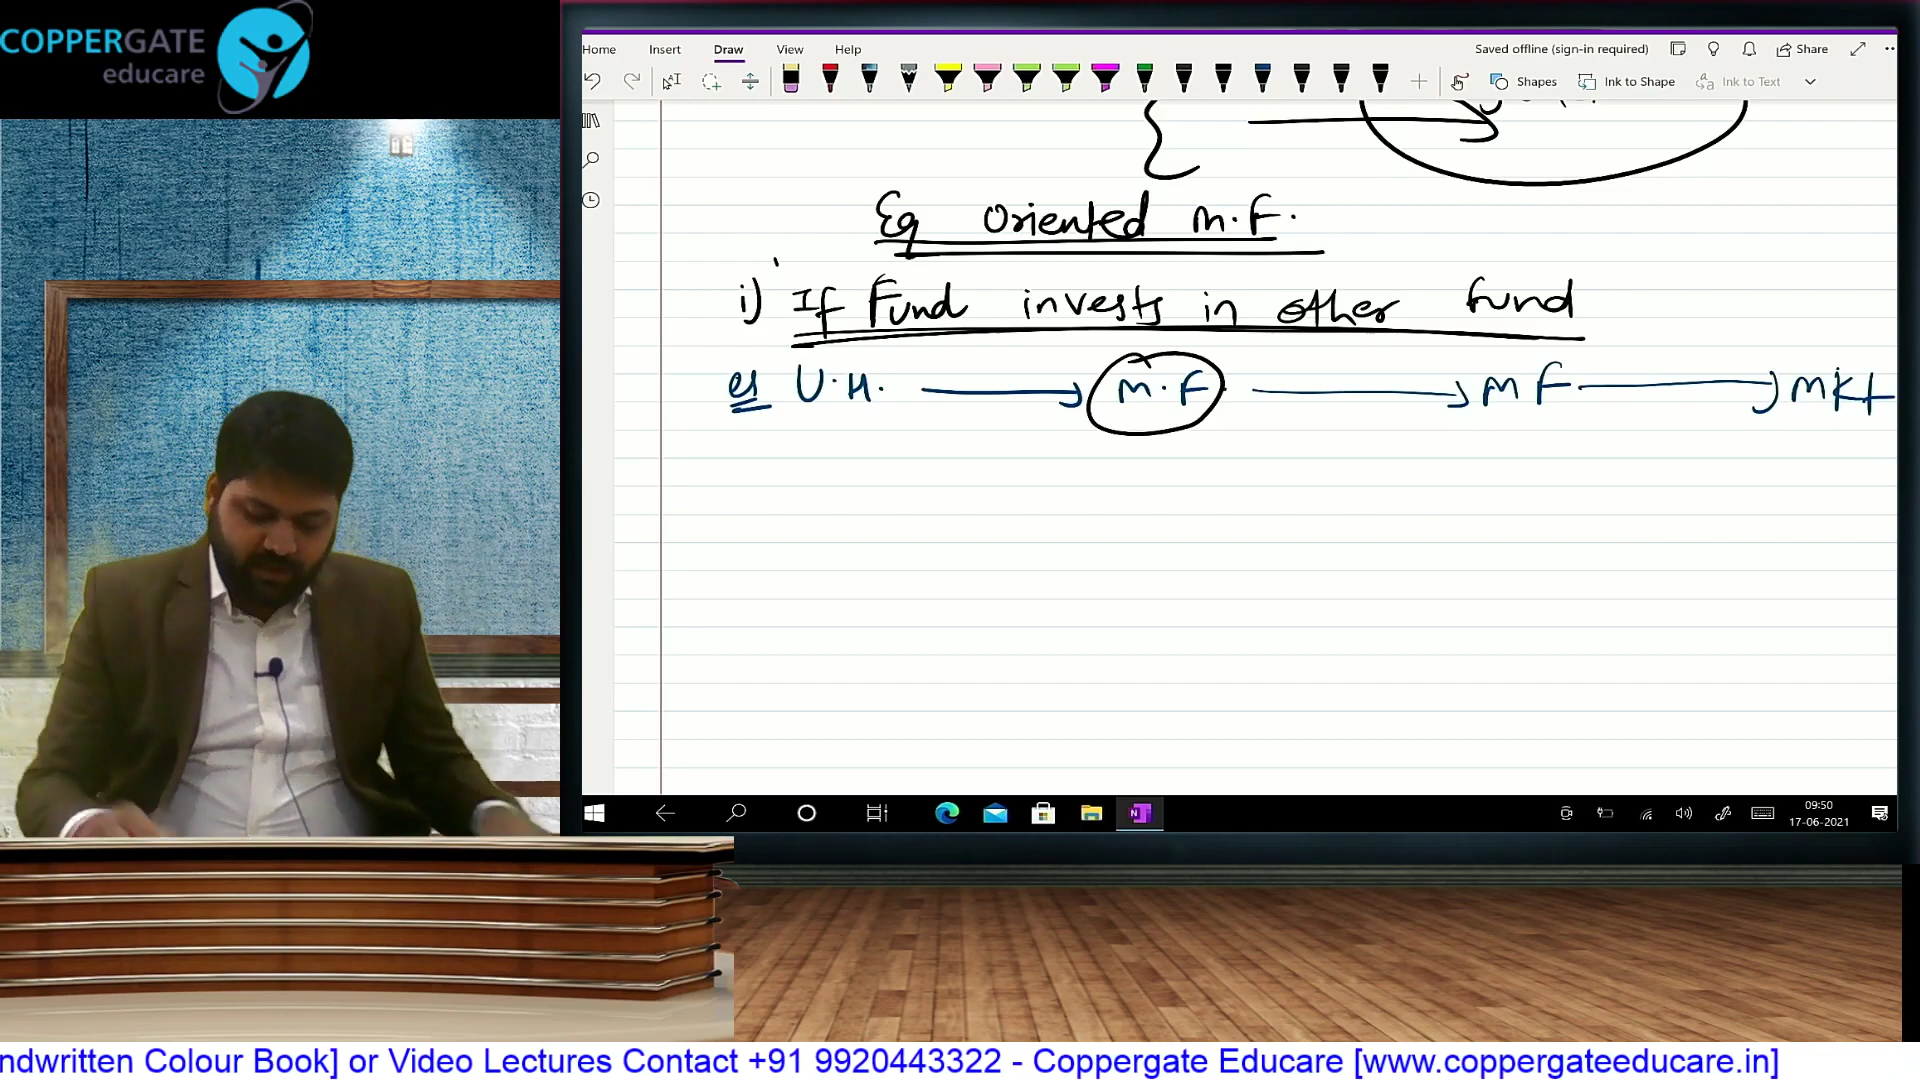 COPPERGATE
educare
Home Insert Draw View Help
Saved offline (sign-in required)
Share
Shapes
Ink to Shape
Ink to Text
Eq Oriented M.F.
i) If Fund invests in other fund
eg U.H. M.F MF Mkt
09:50
17-06-2021
ndwritten Colour Book] or Video Lectures Contact +91 9920443322 - Coppergate Educare [www.coppergateeducare.in]